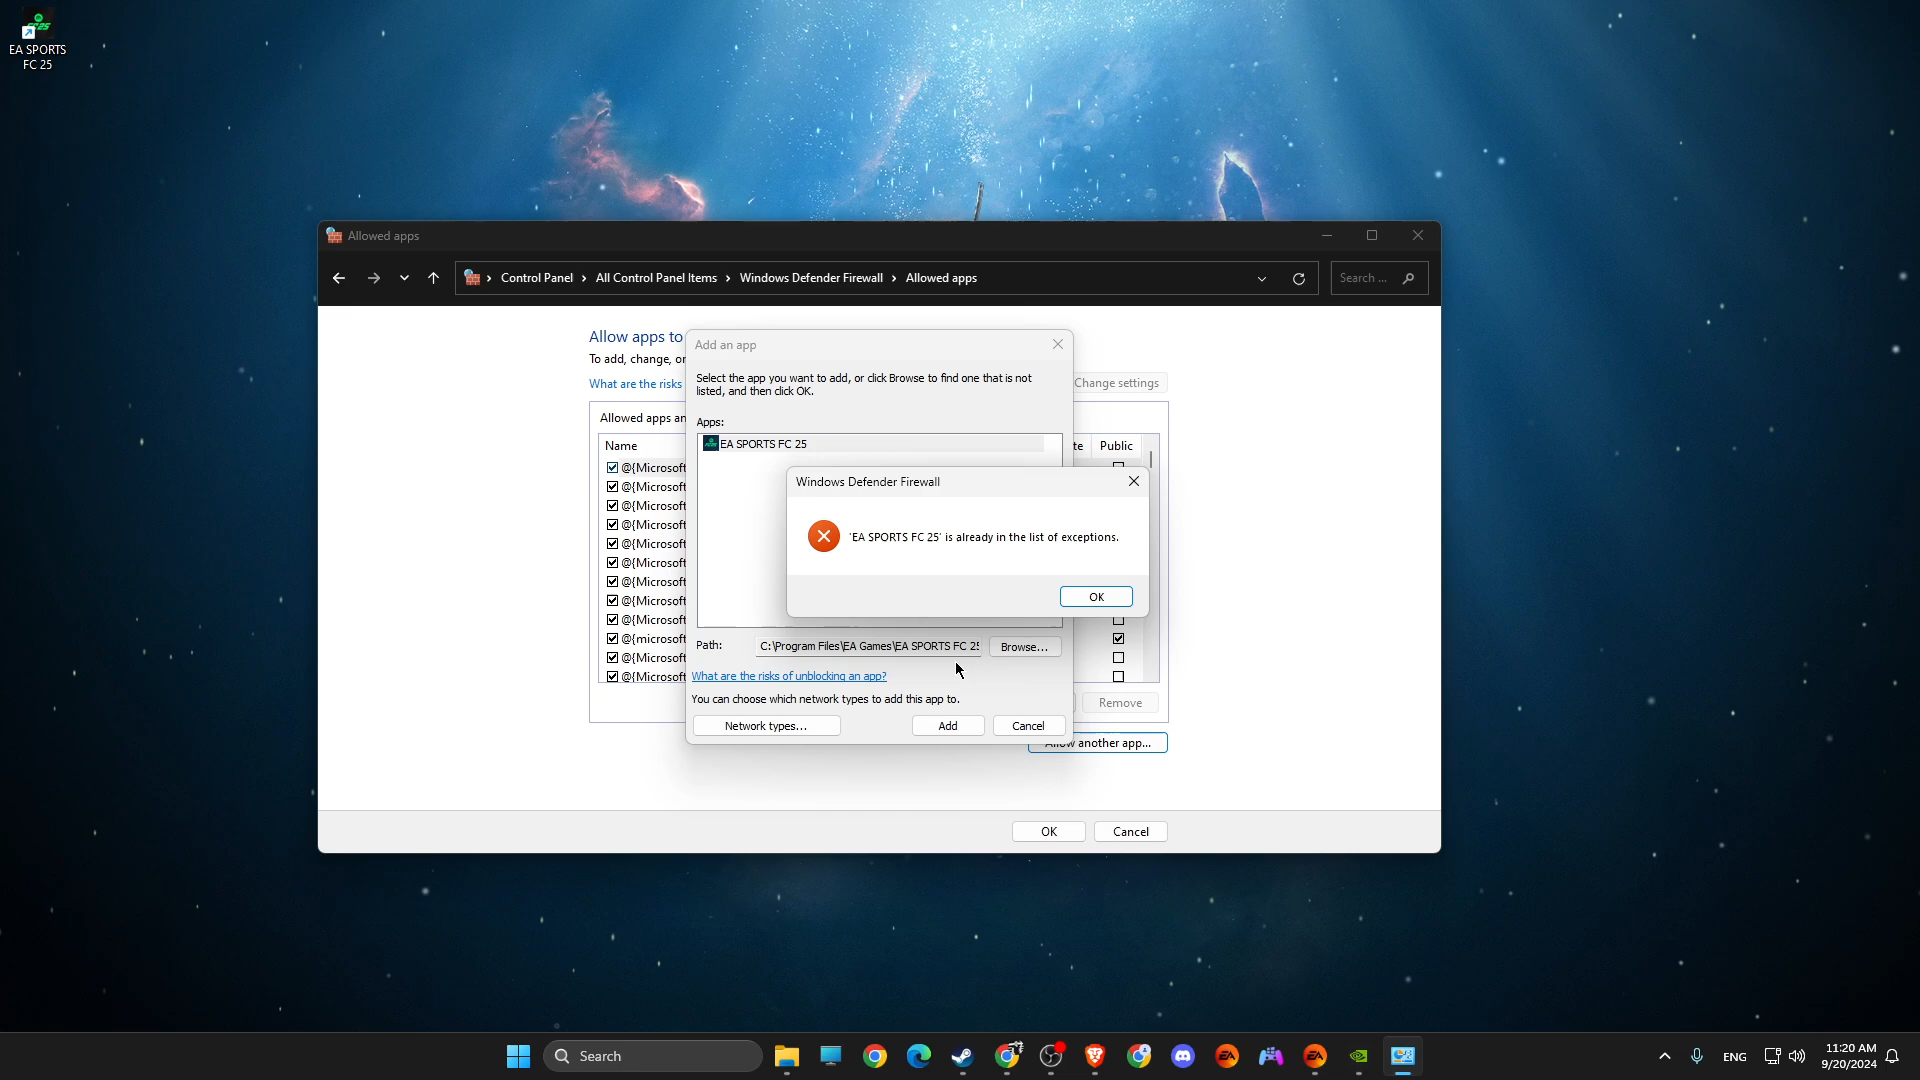 EA SPORTS
FC 25
Allowed apps
Control Panel
All Control Panel Items
Windows Defender Firewall
Allowed apps
Search ...
Allow apps to
To add, change, or
What are the risks
Change settings
Allowed apps an
Name
te
Public
@{Microsoft
@{Microsoft
@{Microsoft
@{Microsoft
@{Microsoft
@{Microsoft
@{Microsoft
@{Microsoft
@{Microsoft
@{microsoft
@{Microsoft
@{Microsoft
Remove
Allow another app...
OK
Cancel
Add an app
Select the app you want to add, or click Browse to find one that is not
listed, and then click OK.
Apps:
EA SPORTS FC 25
Path:
C:\Program Files\EA Games\EA SPORTS FC 25
Browse...
What are the risks of unblocking an app?
You can choose which network types to add this app to.
Network types...
Add
Cancel
Windows Defender Firewall
'EA SPORTS FC 25' is already in the list of exceptions.
OK
Search
ENG
11:20 AM
9/20/2024